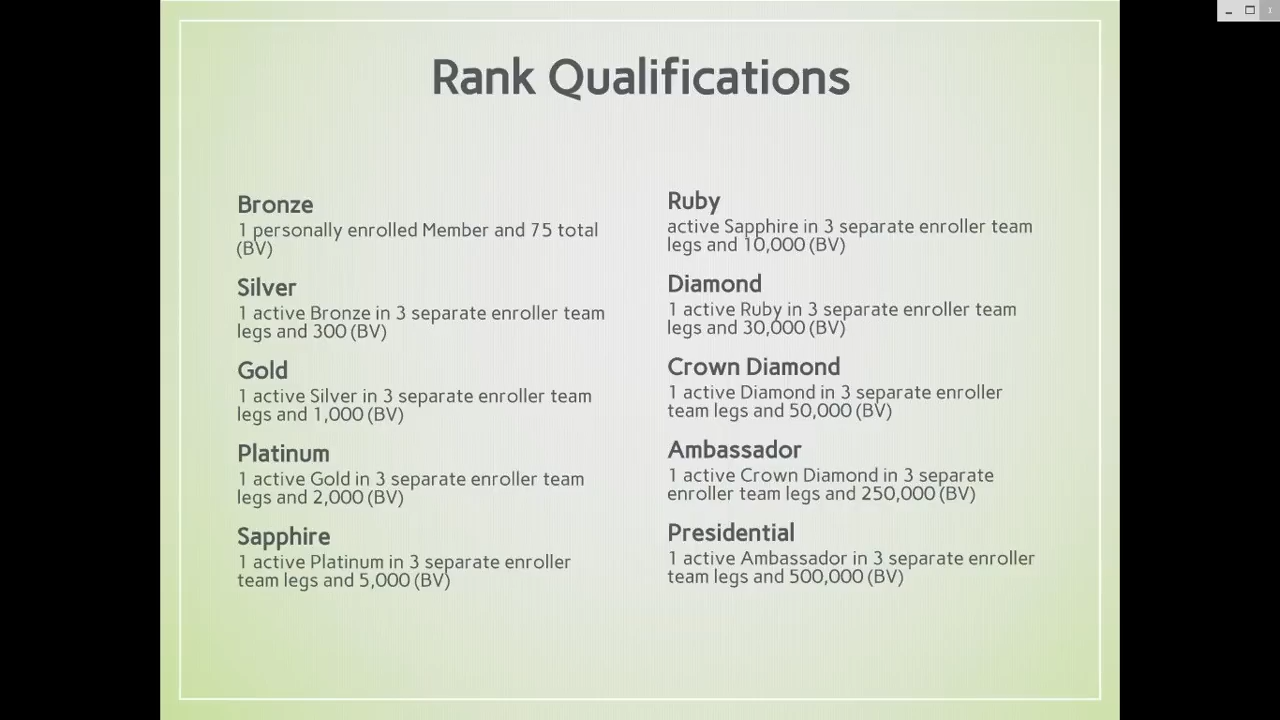 Rank Qualifications
Bronze
1 personally enrolled Member and 75 total
(BV)
Silver
1 active Bronze in 3 separate enroller team
legs and 300 (BV)
Gold
1 active Silver in 3 separate enroller team
legs and 1,000 (BV)
Platinum
1 active Gold in 3 separate enroller team
legs and 2,000 (BV)
Sapphire
1 active Platinum in 3 separate enroller
team legs and 5,000 (BV)
Ruby
active Sapphire in 3 separate enroller team
legs and 10,000 (BV)
Diamond
1 active Ruby in 3 separate enroller team
legs and 30,000 (BV)
Crown Diamond
1 active Diamond in 3 separate enroller
team legs and 50,000 (BV)
Ambassador
1 active Crown Diamond in 3 separate
enroller team legs and 250,000 (BV)
Presidential
1 active Ambassador in 3 separate enroller
team legs and 500,000 (BV)